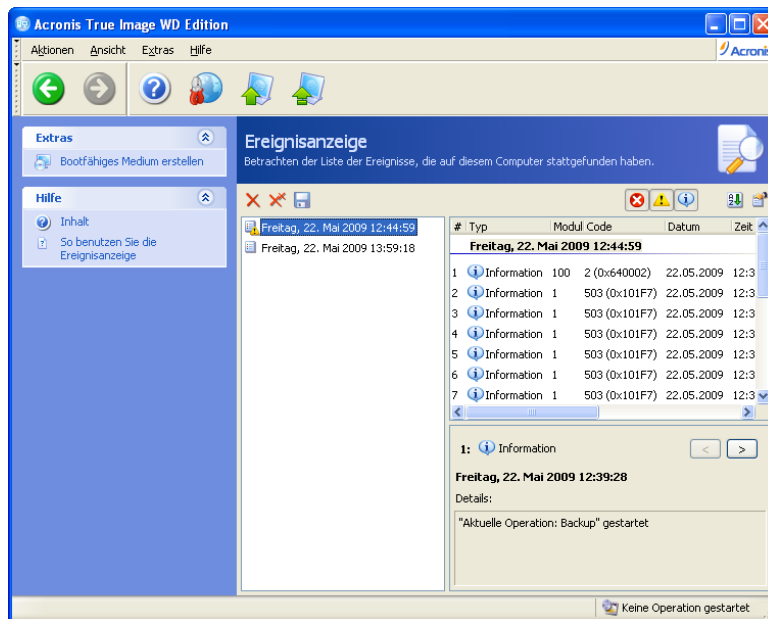 Acronis True Image WD Edition
Aktionen Ansicht Extras Hilfe
Acronis
Extras
Bootfähiges Medium erstellen
Hilfe
Inhalt
So benutzen Sie die
Ereignisanzeige
Ereignisanzeige
Betrachten der Liste der Ereignisse, die auf diesem Computer stattgefunden haben.
Freitag, 22. Mai 2009 12:44:59
Freitag, 22. Mai 2009 13:59:18
# Typ Modul Code Datum Zeit
Freitag, 22. Mai 2009 12:44:59
1 Information 100 2 (0x640002) 22.05.2009 12:3
2 Information 1 503 (0x101F7) 22.05.2009 12:3
3 Information 1 503 (0x101F7) 22.05.2009 12:3
4 Information 1 503 (0x101F7) 22.05.2009 12:3
5 Information 1 503 (0x101F7) 22.05.2009 12:3
6 Information 1 503 (0x101F7) 22.05.2009 12:3
7 Information 1 503 (0x101F7) 22.05.2009 12:3
1: Information
< >
Freitag, 22. Mai 2009 12:39:28
Details:
"Aktuelle Operation: Backup" gestartet
Keine Operation gestartet